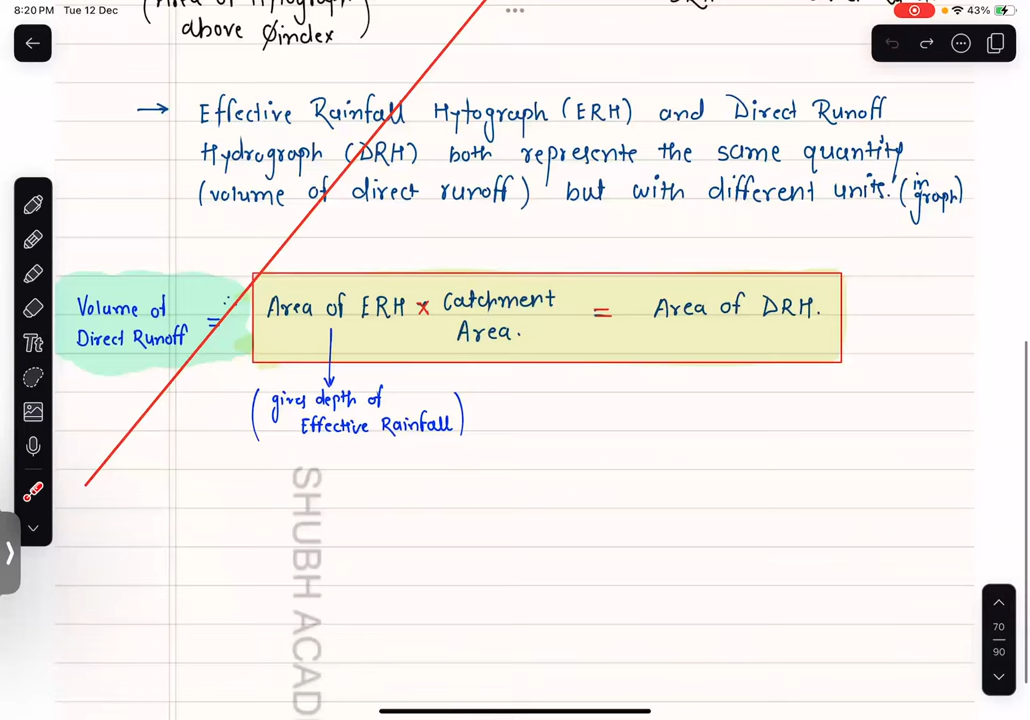 8:20 PM Tue 12 Dec
43%
above Øindex)
→ Effective Rainfall Hytograph (ERH) and Direct Runoff
Hydrograph (DRH) both represente the same quantity
(volume of direct runoff) but with different units. (in graph)
Volume of
Direct Runoff =
∴ Area of ERH × Catchment
Area. = Area of DRH.
(gives depth of
Effective Rainfall)
Tt
70
90
SHUBH ACAD